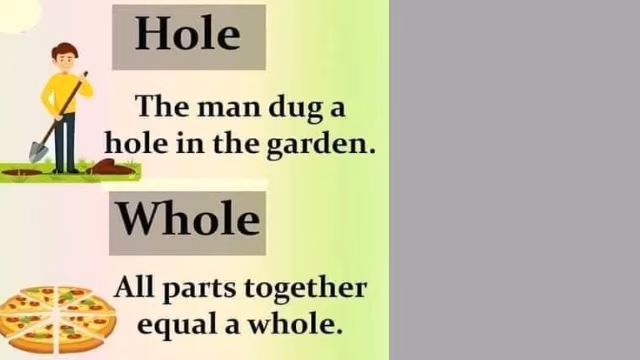 Hole
The man dug a
hole in the garden.
Whole
All parts together
equal a whole.